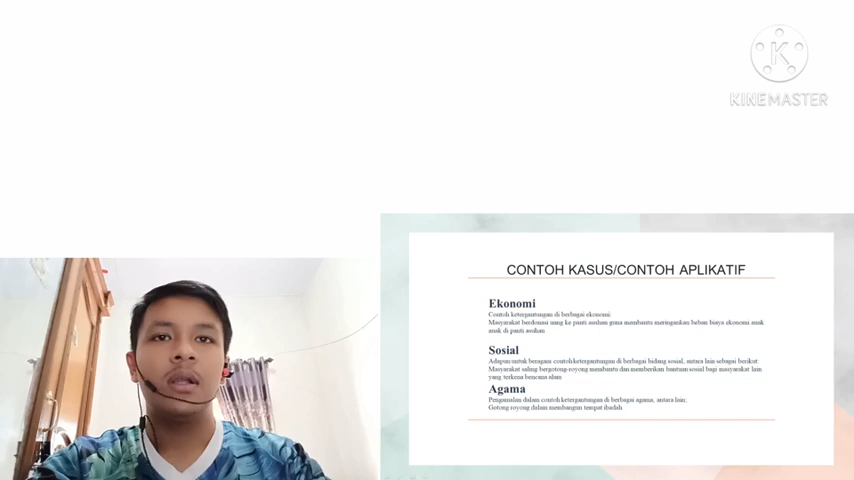 KINEMASTER
CONTOH KASUS/CONTOH APLIKATIF
Ekonomi
Contoh ketergantungan di berbagai ekonomi:
Masyarakat berdonasi uang ke panti asuhan guna membantu meringankan beban biaya ekonomi anak
anak di panti asuhan
Sosial
Adapun untuk beragam contoh ketergantungan di berbagai bidang sosial, antara lain sebagai berikut:
Masyarakat saling bergotong-royong membantu dan memberikan bantuan sosial bagi masyarakat lain
yang terkena bencana alam
Agama
Pengamalan dalam contoh ketergantungan di berbagai agama, antara lain;
Gotong royong dalam membangun tempat ibadah